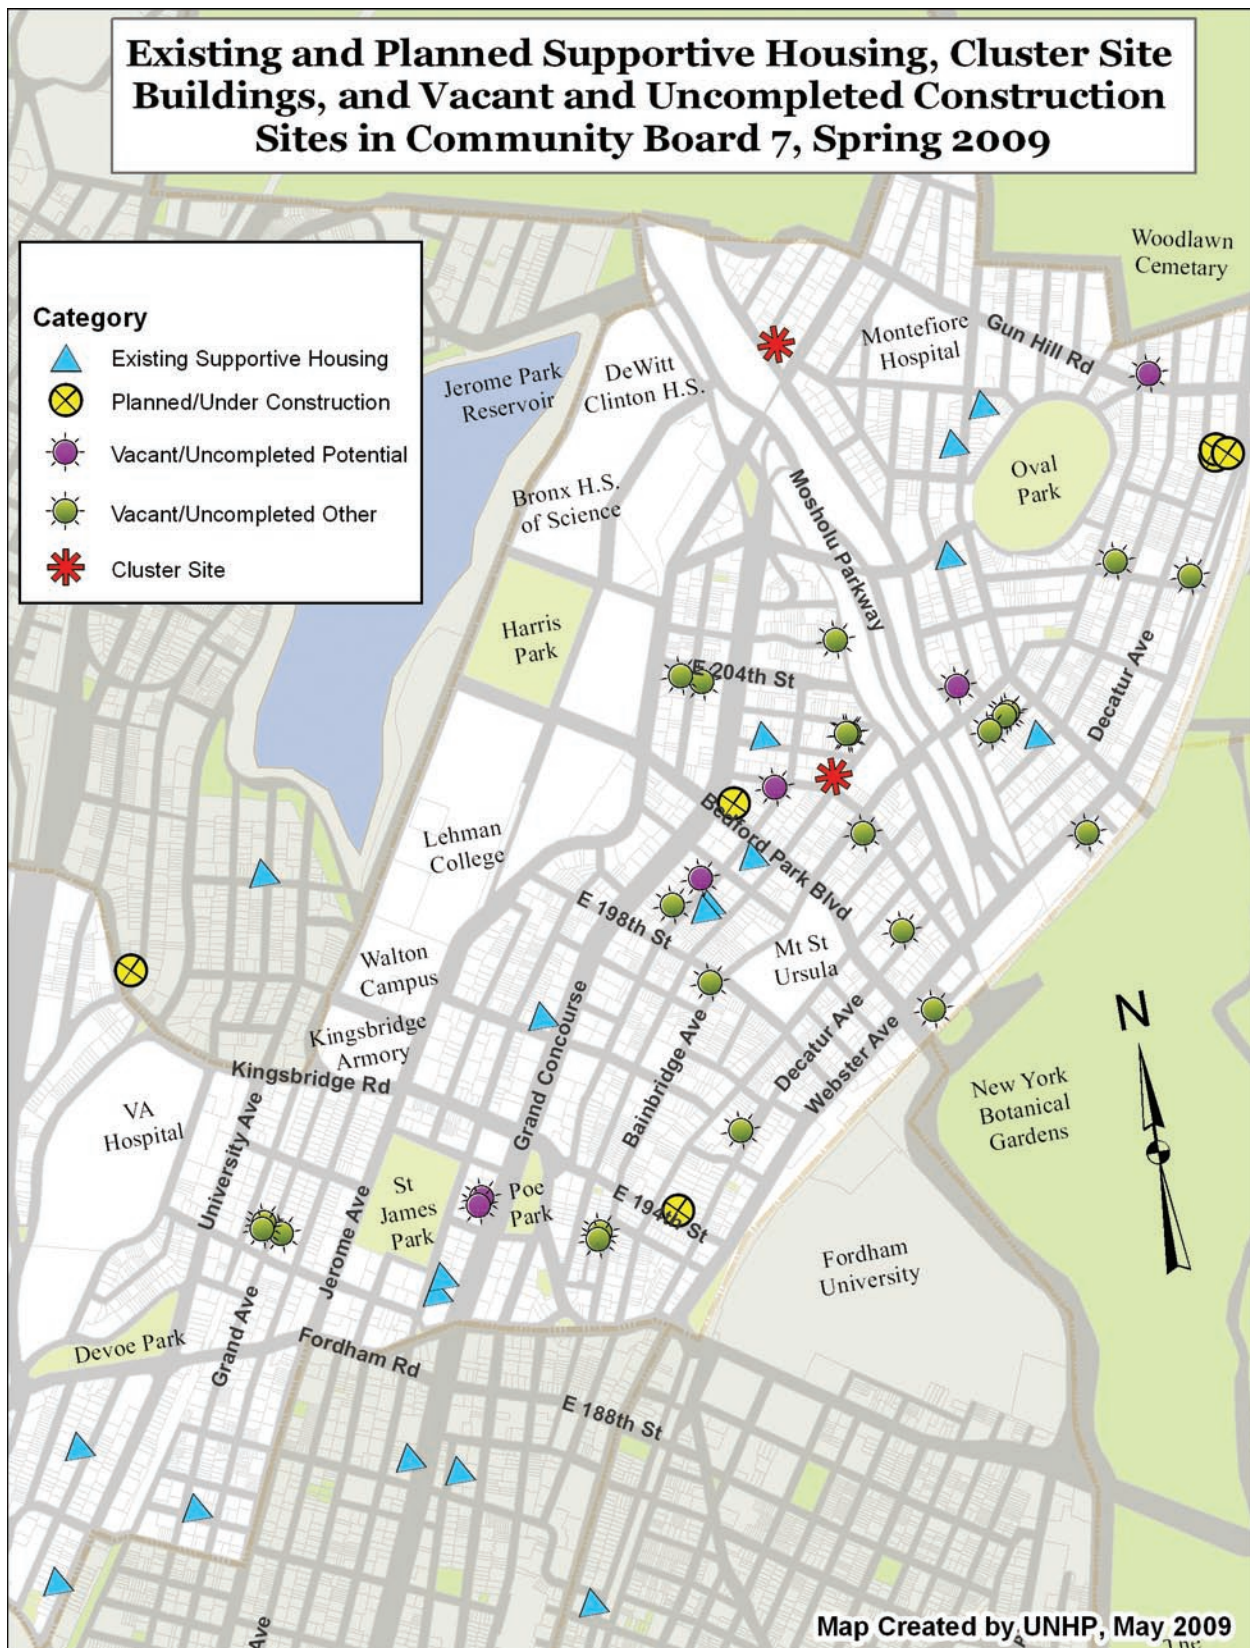 Existing and Planned Supportive Housing, Cluster Site
Buildings, and Vacant and Uncompleted Construction
Sites in Community Board 7, Spring 2009
Woodlawn
Cemetary
Category
Existing Supportive Housing
Planned/Under Construction
Vacant/Uncompleted Potential
Vacant/Uncompleted Other
Cluster Site
Montefiore
Hospital
Gun Hill Rd
DeWitt
Clinton H.S.
Jerome Park
Reservoir
Oval
Park
Bronx H.S.
of Science
Mosholu Parkway
Harris
Park
E 204th St
Decatur Ave
Lehman
College
Bedford Park Blvd
E 198th St
Mt St
Ursula
Walton
Campus
Kingsbridge
Armory
Kingsbridge Rd
Grand Concourse
Bainbridge Ave
Decatur Ave
Webster Ave
N
New York
Botanical
Gardens
VA
Hospital
University Ave
St
James
Park
Poe
Park
E 194th St
Jerome Ave
Fordham
University
Grand Ave
Devoe Park
Fordham Rd
E 188th St
Ave
Map Created by UNHP, May 2009